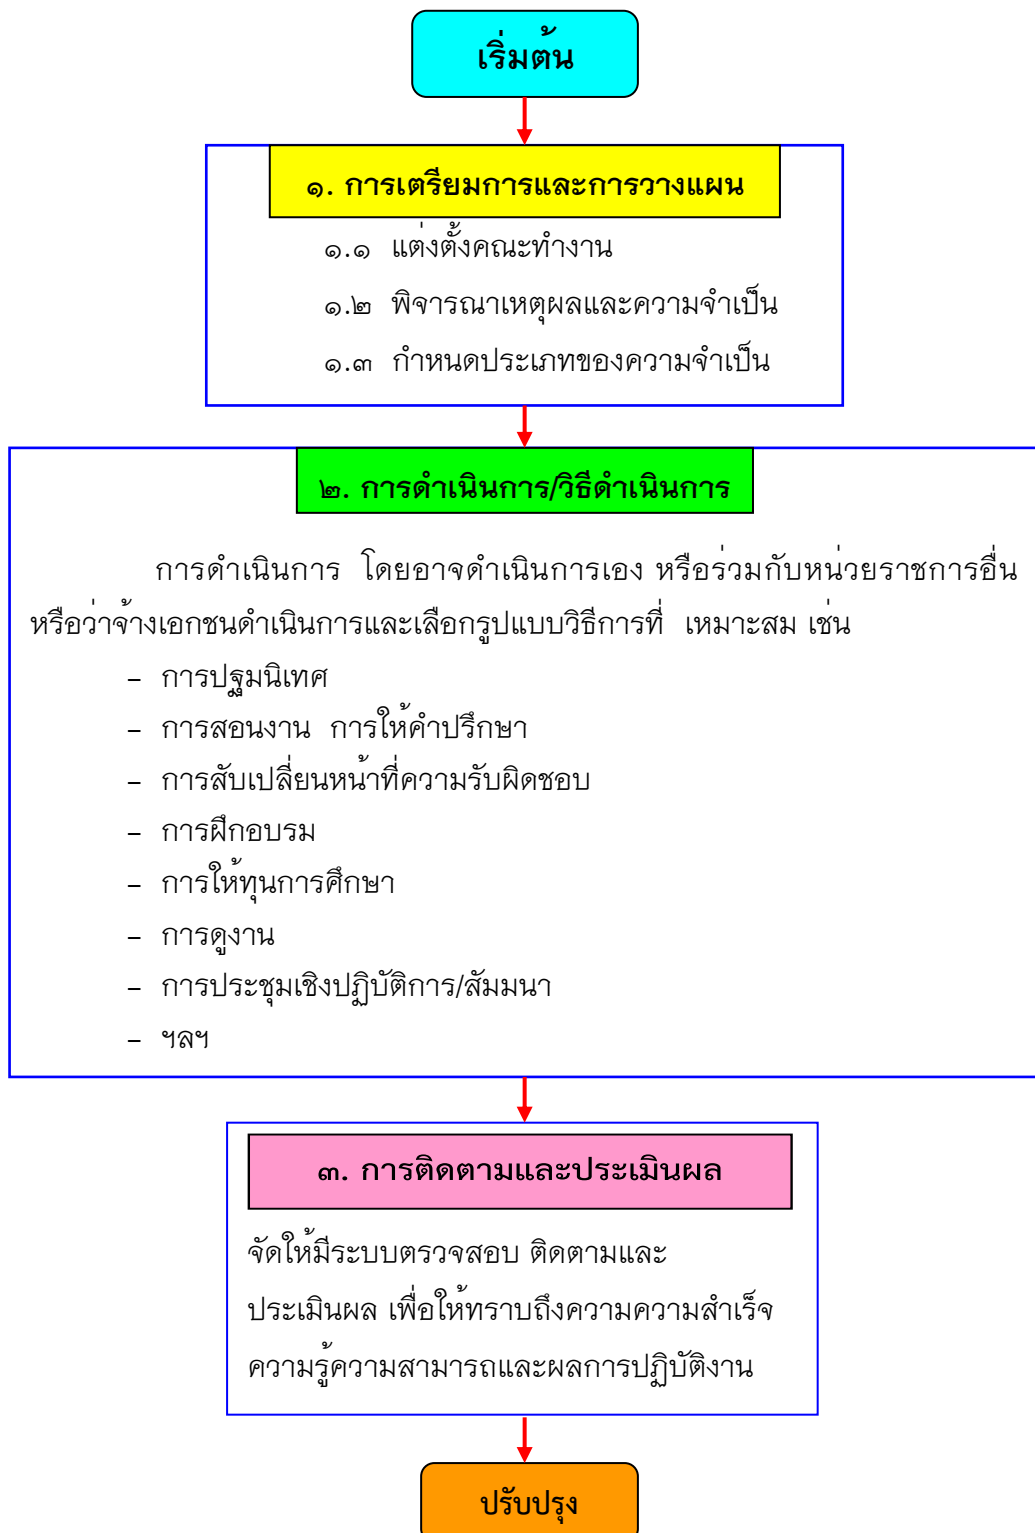 เริ่มต้น
๑. การเตรียมการและการวางแผน
๑.๑ แต่งตั้งคณะทำงาน
๑.๒ พิจารณาเหตุผลและความจำเป็น
๑.๓ กำหนดประเภทของความจำเป็น
๒. การดำเนินการ/วิธีดำเนินการ
การดำเนินการ โดยอาจดำเนินการเอง หรือร่วมกับหน่วยราชการอื่น
หรือว่าจ้างเอกชนดำเนินการและเลือกรูปแบบวิธีการที่ เหมาะสม เช่น
- การปฐมนิเทศ
- การสอนงาน การให้คำปรึกษา
- การสับเปลี่ยนหน้าที่ความรับผิดชอบ
- การฝึกอบรม
- การให้ทุนการศึกษา
- การดูงาน
- การประชุมเชิงปฏิบัติการ/สัมมนา
- ฯลฯ
๓. การติดตามและประเมินผล
จัดให้มีระบบตรวจสอบ ติดตามและ
ประเมินผล เพื่อให้ทราบถึงความความสำเร็จ
ความรู้ความสามารถและผลการปฏิบัติงาน
ปรับปรุง